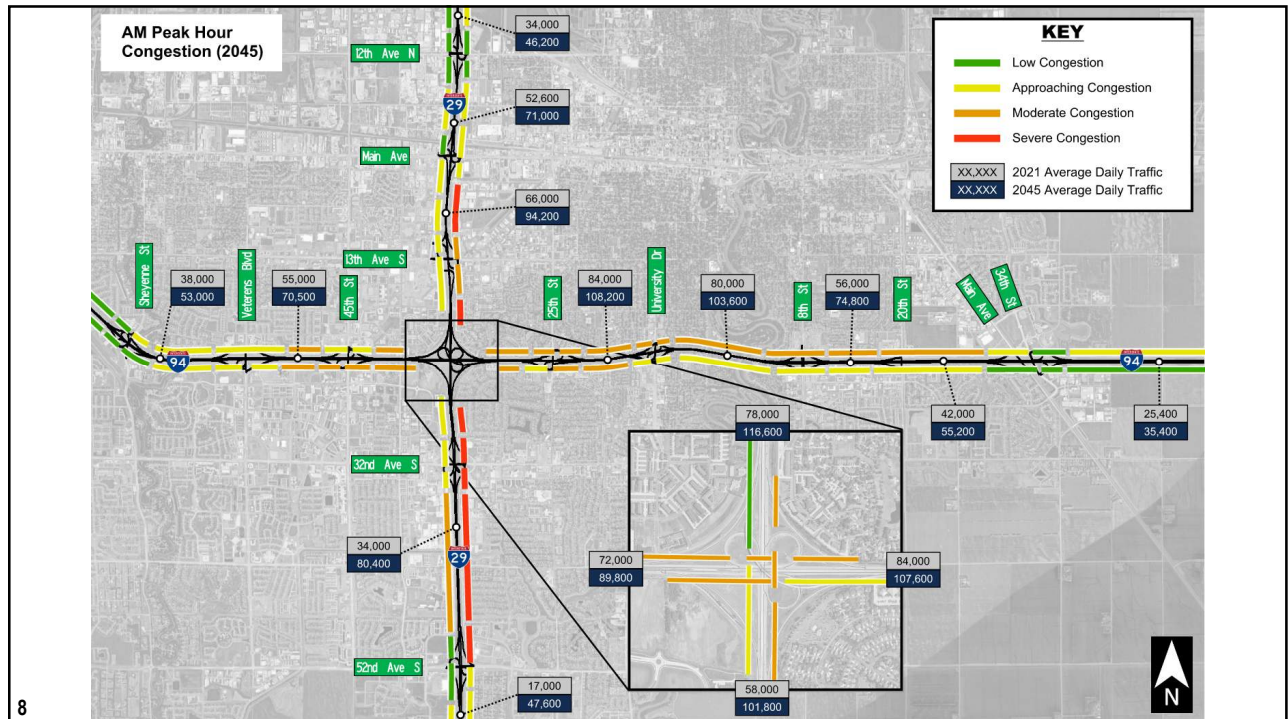 AM Peak Hour
Congestion (2045)
KEY
Low Congestion
Approaching Congestion
Moderate Congestion
Severe Congestion
XX,XXX 2021 Average Daily Traffic
XX,XXX 2045 Average Daily Traffic
34,000
46,200
12th Ave N
29
52,600
71,000
Main Ave
66,000
94,200
13th Ave S
Sheyenne St
38,000
53,000
Veterens Blvd
55,000
70,500
45th St
25th St
84,000
108,200
University Dr
80,000
103,600
8th St
56,000
74,800
20th St
Main Ave
34th St
94
94
42,000
55,200
25,400
35,400
32nd Ave S
34,000
80,400
29
52nd Ave S
17,000
47,600
78,000
116,600
72,000
89,800
84,000
107,600
58,000
101,800
N
8